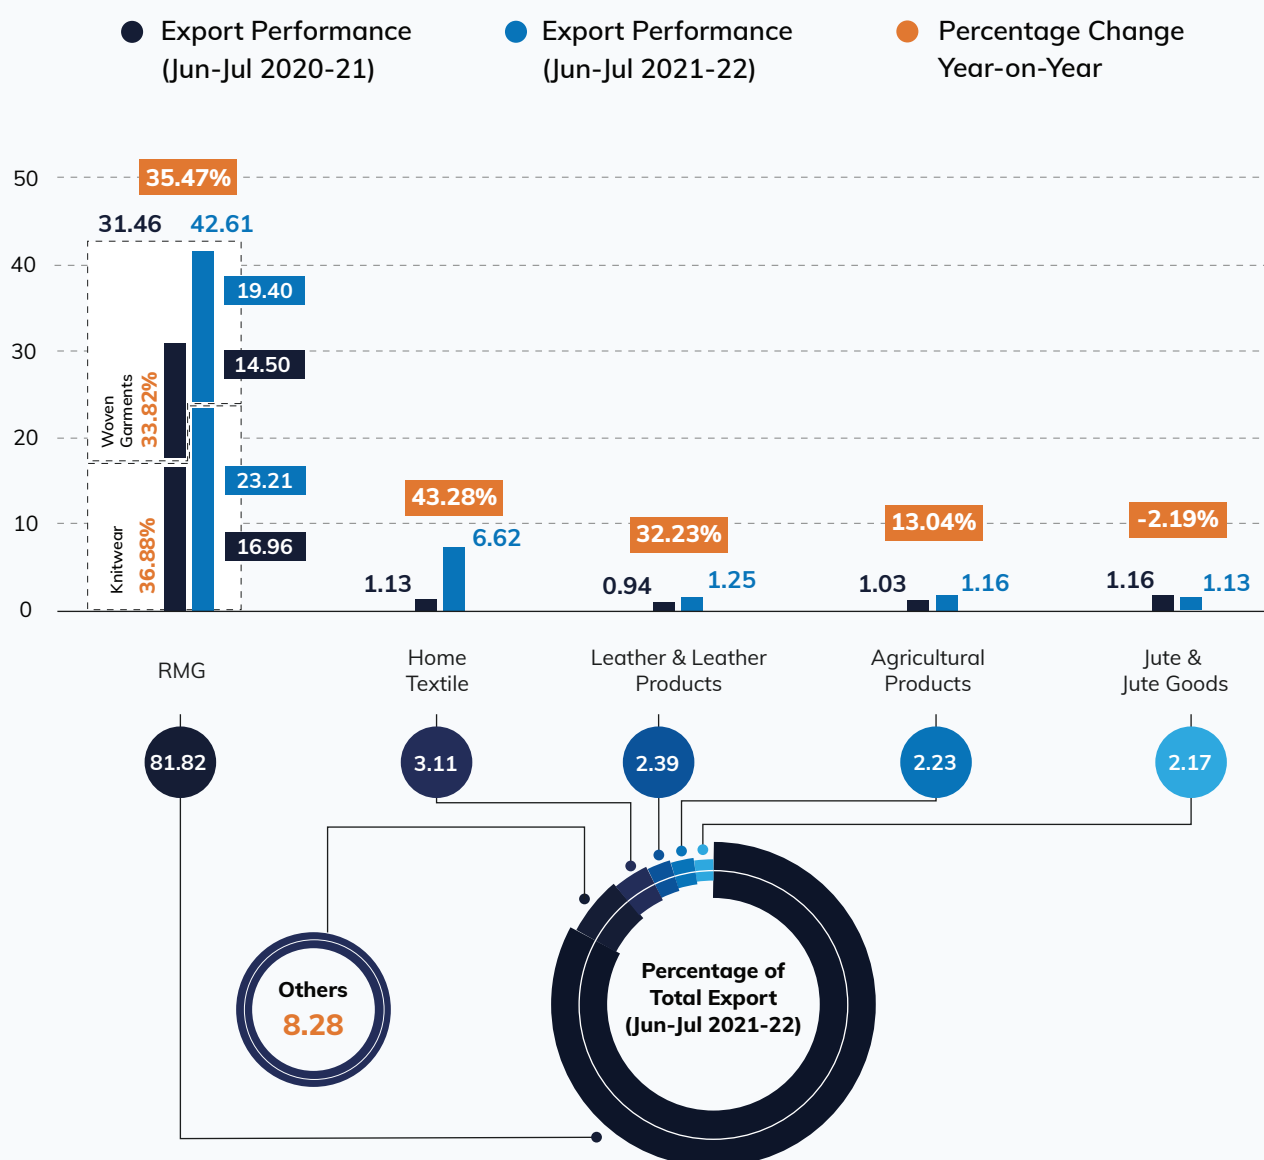 Export Performance
(Jun-Jul 2020-21)
Export Performance
(Jun-Jul 2021-22)
Percentage Change
Year-on-Year
50
40
30
20
10
0
35.47%
31.46
42.61
19.40
14.50
Woven
Garments
33.82%
23.21
16.96
Knitwear
36.88%
43.28%
1.13
6.62
32.23%
0.94
1.25
13.04%
1.03
1.16
-2.19%
1.16
1.13
RMG
Home
Textile
Leather & Leather
Products
Agricultural
Products
Jute &
Jute Goods
81.82
3.11
2.39
2.23
2.17
Others
8.28
Percentage of
Total Export
(Jun-Jul 2021-22)